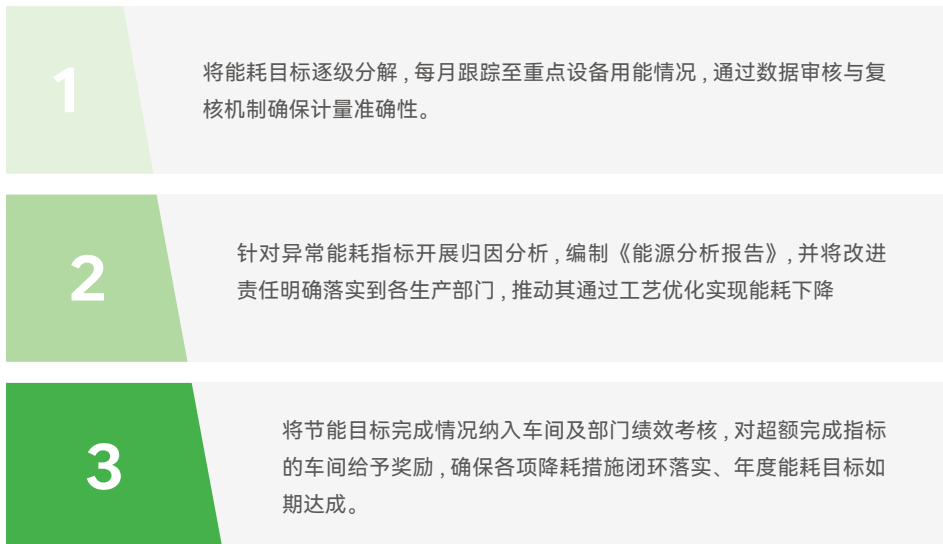 1
将能耗目标逐级分解，每月跟踪至重点设备用能情况，通过数据审核与复
核机制确保计量准确性。
2
针对异常能耗指标开展归因分析，编制《能源分析报告》，并将改进
责任明确落实到各生产部门，推动其通过工艺优化实现能耗下降
3
将节能目标完成情况纳入车间及部门绩效考核，对超额完成指标
的车间给予奖励，确保各项降耗措施闭环落实、年度能耗目标如
期达成。